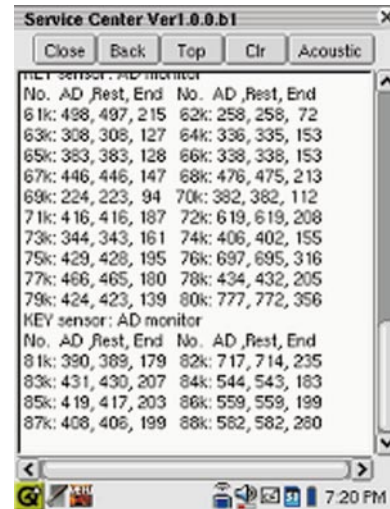 Service Center Ver1.0.0.b1
Close Back Top Clr Acoustic
KEY sensor: AD monitor
No. AD ,Rest, End No. AD ,Rest, End
61k: 498, 497, 215 62k: 258, 258, 72
63k: 308, 308, 127 64k: 336, 335, 153
65k: 383, 383, 128 66k: 338, 338, 153
67k: 446, 446, 147 68k: 476, 475, 213
69k: 224, 223, 94 70k: 382, 382, 112
71k: 416, 416, 187 72k: 619, 619, 208
73k: 344, 343, 161 74k: 406, 402, 155
75k: 429, 428, 195 76k: 697, 695, 316
77k: 466, 465, 180 78k: 434, 432, 205
79k: 424, 423, 139 80k: 777, 772, 356
KEY sensor: AD monitor
No. AD ,Rest, End No. AD ,Rest, End
81k: 390, 389, 179 82k: 717, 714, 235
83k: 431, 430, 207 84k: 544, 543, 183
85k: 419, 417, 203 86k: 559, 559, 199
87k: 408, 406, 199 88k: 582, 582, 280
7:20 PM